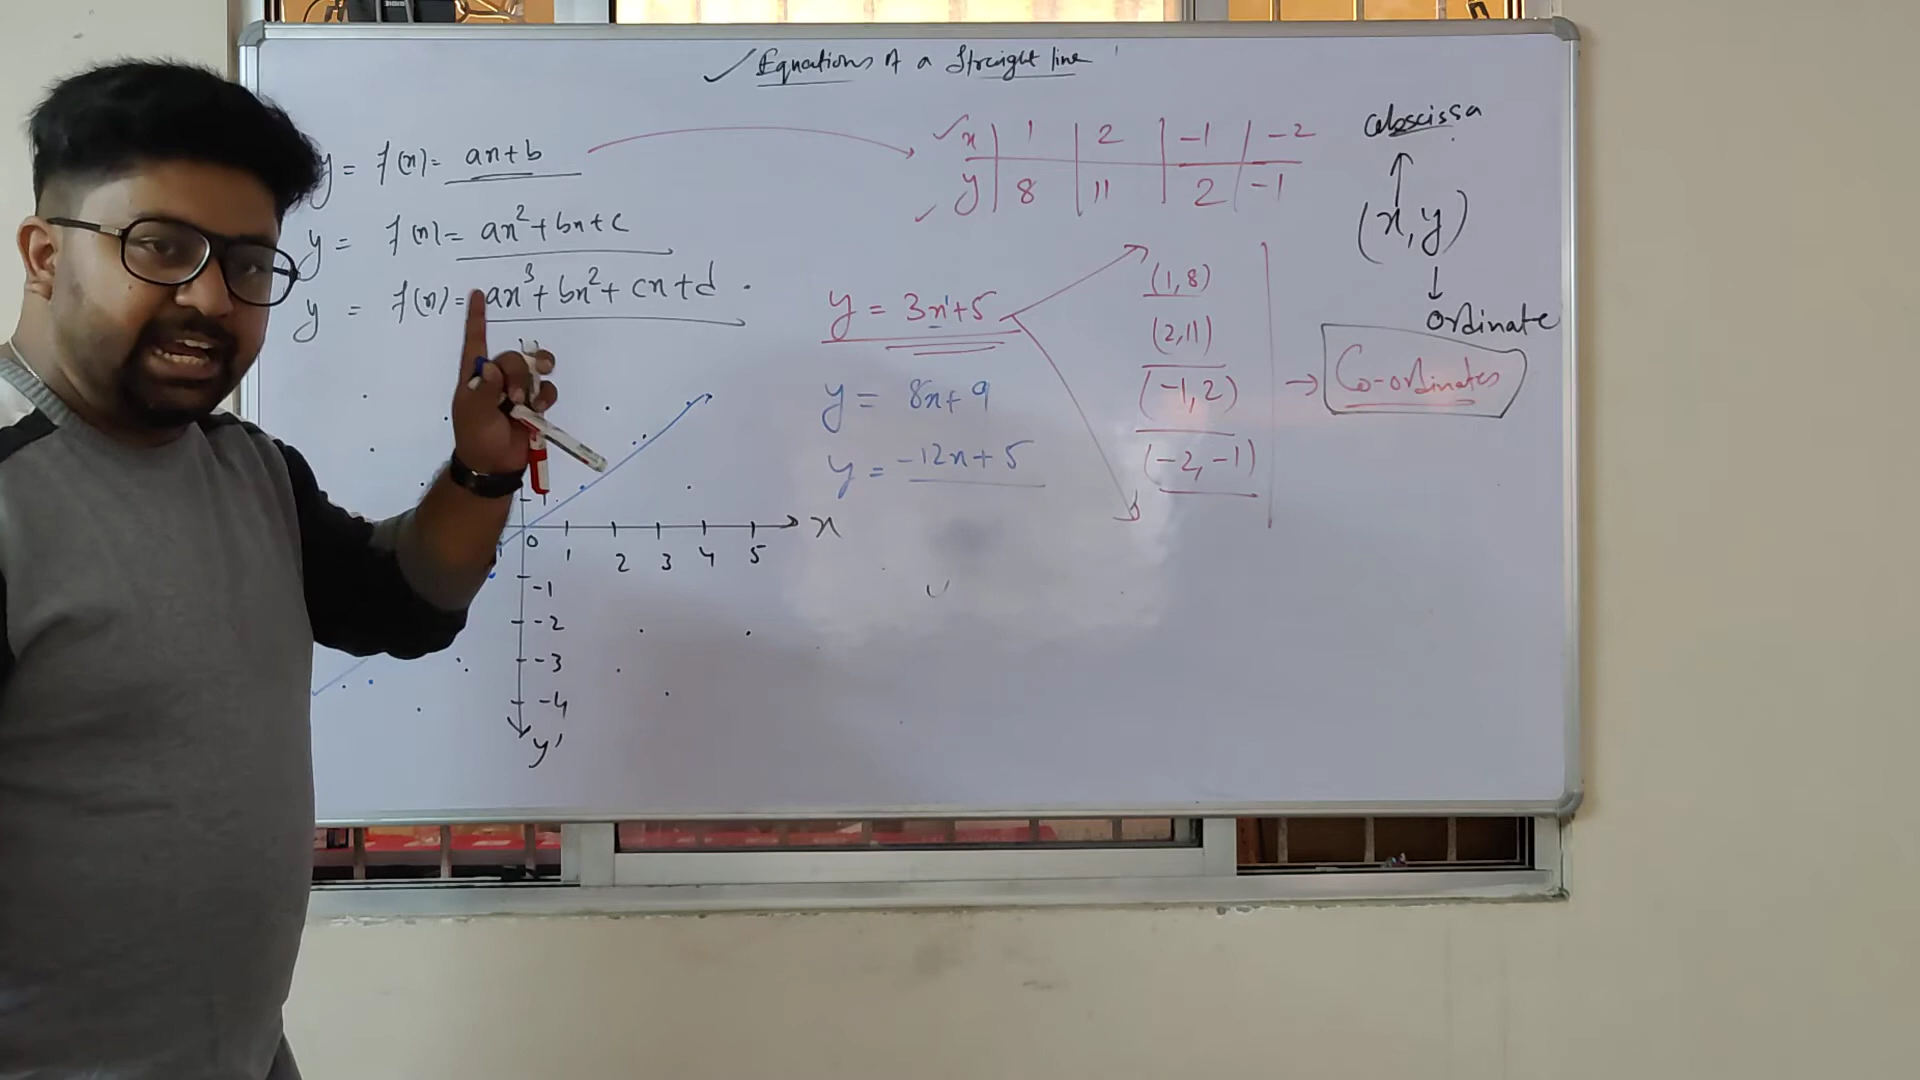 ✓ Equations of a Straight line
y = f(x) = ax+b
y = f(x) = ax²+bx+c
y = f(x) = ax³+bx²+cx+d.
✓x | 1 | 2 | -1 | -2
✓y | 8 | 11 | 2 | -1
abscissa
(x, y)
ordinate
Co-ordinates
y = 3x¹+5
y = 8x+9
y = -12x+5
(1,8)
(2,11)
(-1,2)
(-2,-1)
1
0 1 2 3 4 5 x
-1
-2
-3
-4
y'